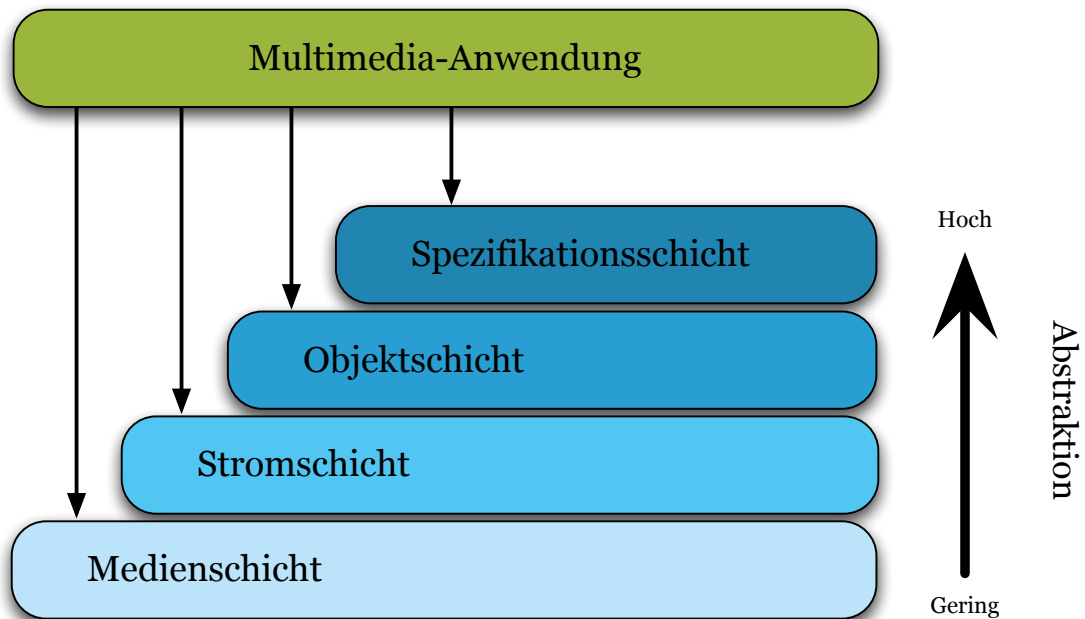 Multimedia-Anwendung
Spezifikationsschicht
Objektschicht
Stromschicht
Medienschicht
Hoch
Abstraktion
Gering